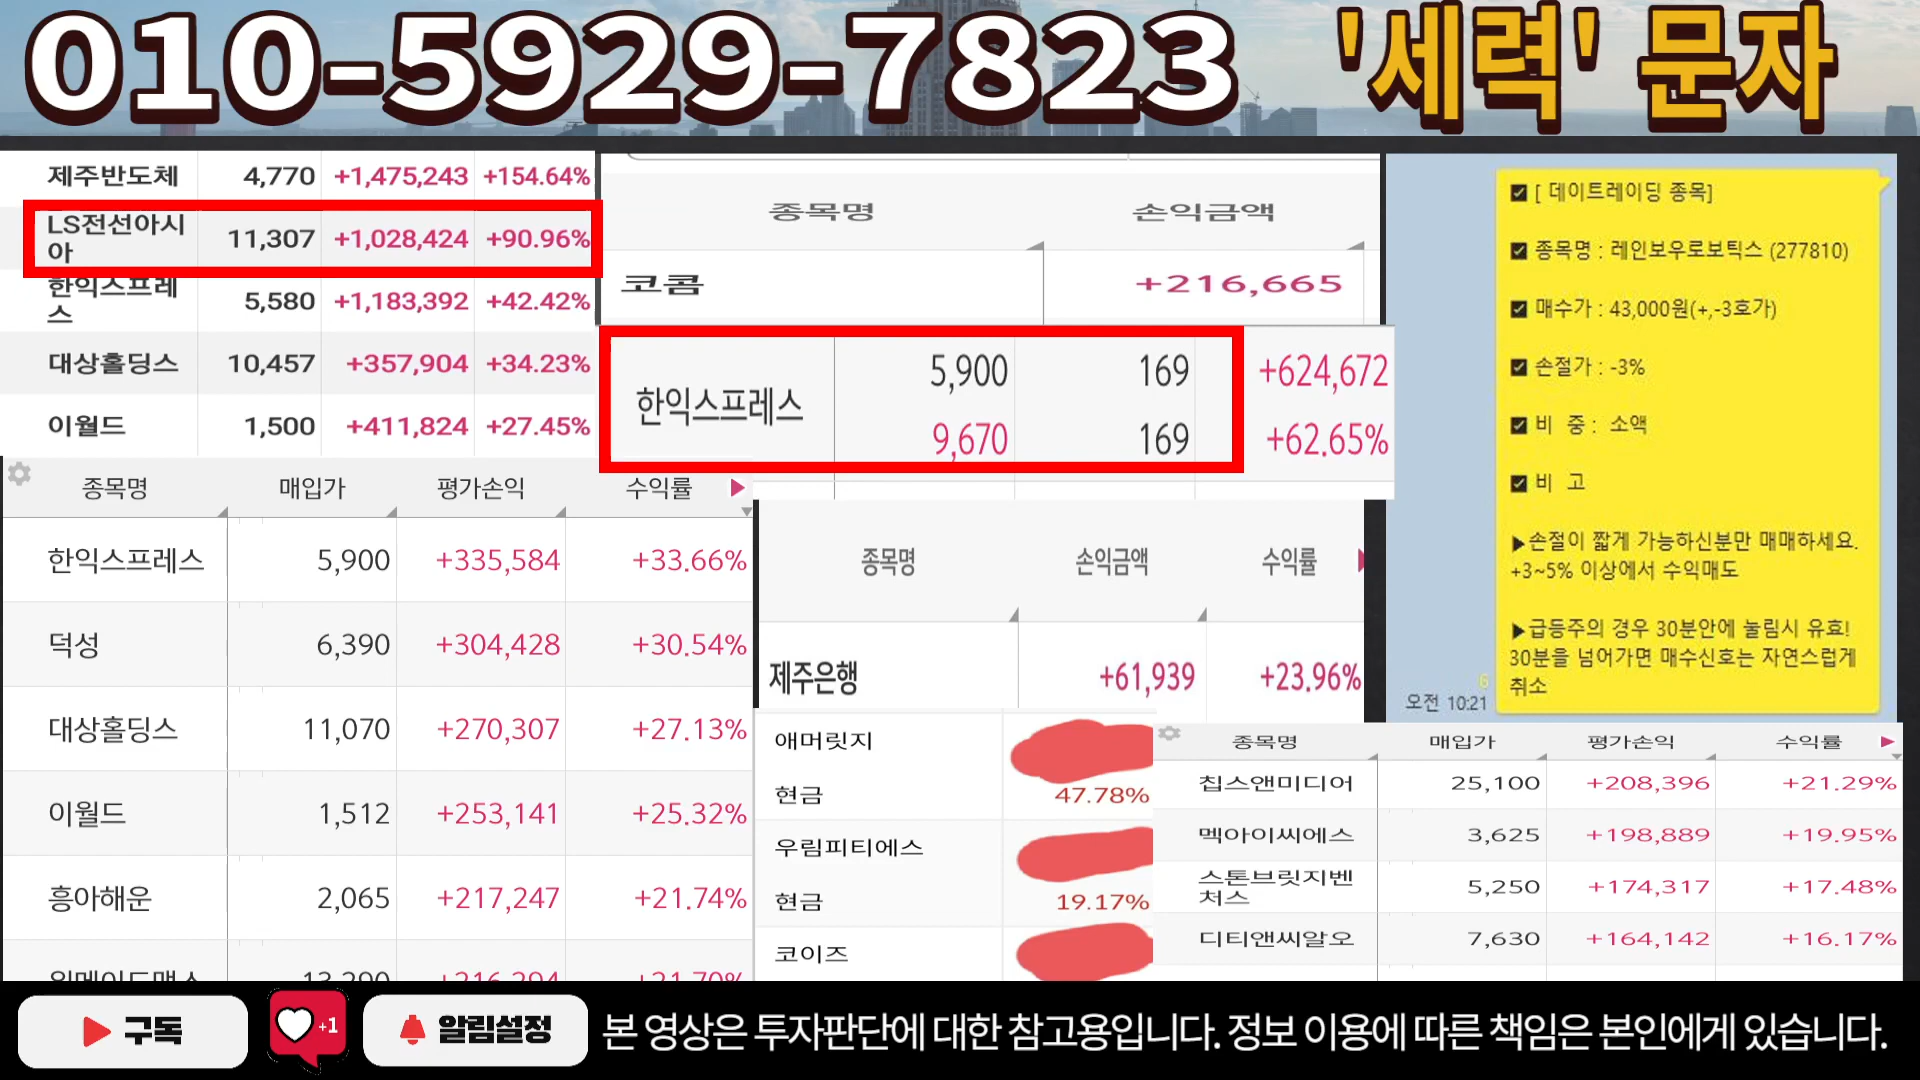 010-5929-7823 '세력' 문자
제주반도체 4,770 +1,475,243 +154.64%
LS전선아시
아 11,307 +1,028,424 +90.96%
한익스프레
스 5,580 +1,183,392 +42.42%
대상홀딩스 10,457 +357,904 +34.23%
이월드 1,500 +411,824 +27.45%
종목명 손익금액
코콤 +216,665
한익스프레스 5,900 169 +624,672
9,670 169 +62.65%
종목명 매입가 평가손익 수익률
한익스프레스 5,900 +335,584 +33.66%
덕성 6,390 +304,428 +30.54%
대상홀딩스 11,070 +270,307 +27.13%
이월드 1,512 +253,141 +25.32%
흥아해운 2,065 +217,247 +21.74%
종목명 손익금액 수익률
제주은행 +61,939 +23.96%
애머릿지
현금 47.78%
우림피티에스
현금 19.17%
코이즈
[ 데이트레이딩 종목]
종목명 : 레인보우로보틱스 (277810)
매수가 : 43,000원(+,-3호가)
손절가 : -3%
비 중 : 소액
비 고
▶손절이 짧게 가능하신분만 매매하세요.
+3~5% 이상에서 수익매도
▶급등주의 경우 30분안에 눌림시 유효!
30분을 넘어가면 매수신호는 자연스럽게
취소
6
오전 10:21
종목명 매입가 평가손익 수익률
칩스앤미디어 25,100 +208,396 +21.29%
멕아이씨에스 3,625 +198,889 +19.95%
스톤브릿지벤
처스 5,250 +174,317 +17.48%
디티앤씨알오 7,630 +164,142 +16.17%
구독 +1 알림설정 본 영상은 투자판단에 대한 참고용입니다. 정보 이용에 따른 책임은 본인에게 있습니다.